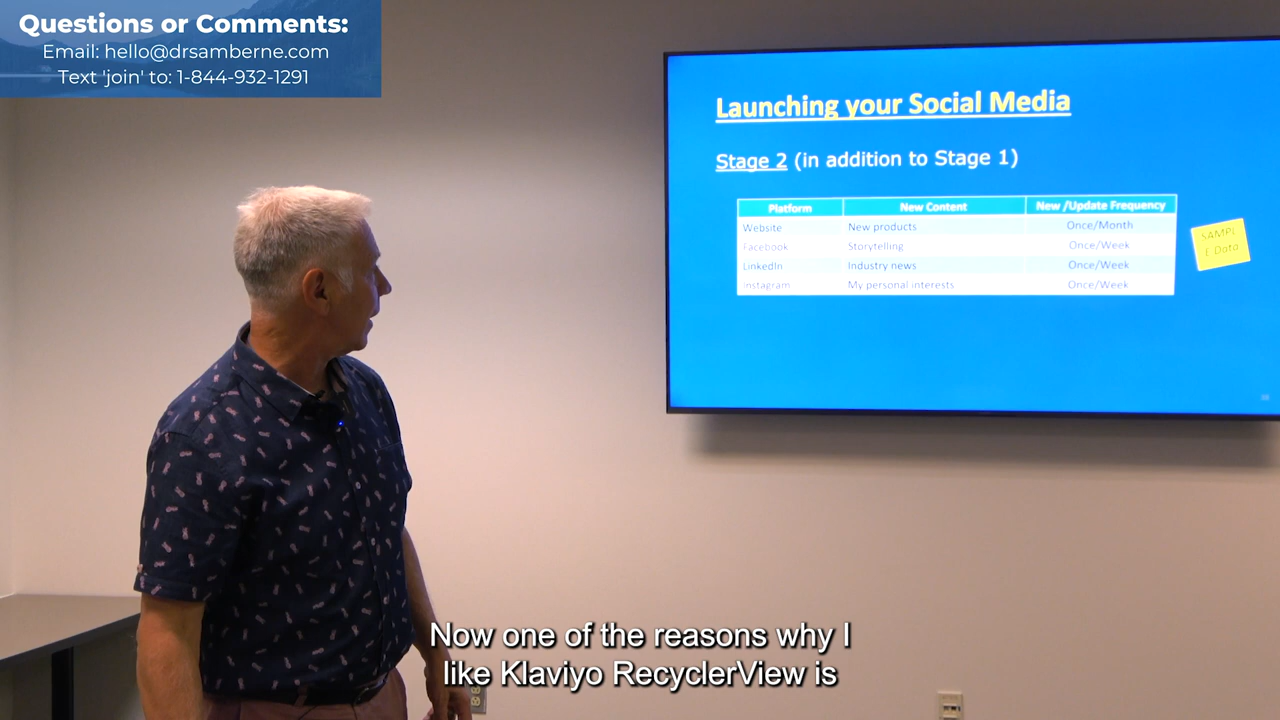 Questions or Comments:
Email: hello@drsamberne.com
Text 'join' to: 1-844-932-1291
Launching your Social Media
Stage 2 (in addition to Stage 1)
Platform New Content New /Update Frequency
Website New products Once/Month
Facebook Storytelling Once/Week
LinkedIn Industry news Once/Week
Instagram My personal interests Once/Week
SAMPL
E Data
Now one of the reasons why I
like Klaviyo RecyclerView is